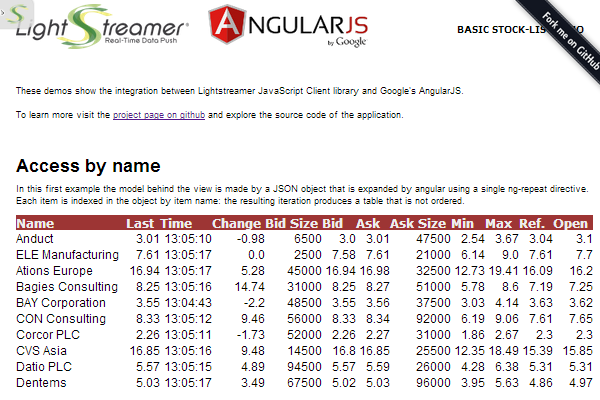 LightStreamer®
Real-Time Data Push
ANGULARJS
by Google
BASIC STOCK-LIS
Fork me on GitHub
These demos show the integration between Lightstreamer JavaScript Client library and Google's AngularJS.
To learn more visit the project page on github and explore the source code of the application.
Access by name
In this first example the model behind the view is made by a JSON object that is expanded by angular using a single ng-repeat directive.
Each item is indexed in the object by item name: the resulting iteration produces a table that is not ordered.
Name Last Time Change Bid Size Bid Ask Ask Size Min Max Ref. Open
Anduct 3.01 13:05:10 -0.98 6500 3.0 3.01 47500 2.54 3.67 3.04 3.1
ELE Manufacturing 7.61 13:05:17 0.0 2500 7.58 7.61 21000 6.14 9.0 7.61 7.7
Ations Europe 16.94 13:05:17 5.28 45000 16.94 16.98 32500 12.73 19.41 16.09 16.2
Bagies Consulting 8.25 13:05:16 14.74 31000 8.25 8.27 51000 5.78 8.6 7.19 7.25
BAY Corporation 3.55 13:04:43 -2.2 48500 3.55 3.56 37500 3.03 4.14 3.63 3.62
CON Consulting 8.33 13:05:12 9.46 56000 8.33 8.34 92000 6.19 9.06 7.61 7.65
Corcor PLC 2.26 13:05:11 -1.73 52000 2.26 2.27 31000 1.86 2.67 2.3 2.3
CVS Asia 16.85 13:05:16 9.48 14500 16.8 16.85 25500 12.35 18.49 15.39 15.85
Datio PLC 5.57 13:05:15 4.89 94500 5.57 5.59 26000 4.28 6.38 5.31 5.31
Dentems 5.03 13:05:17 3.49 67500 5.02 5.03 96000 3.95 5.63 4.86 4.97